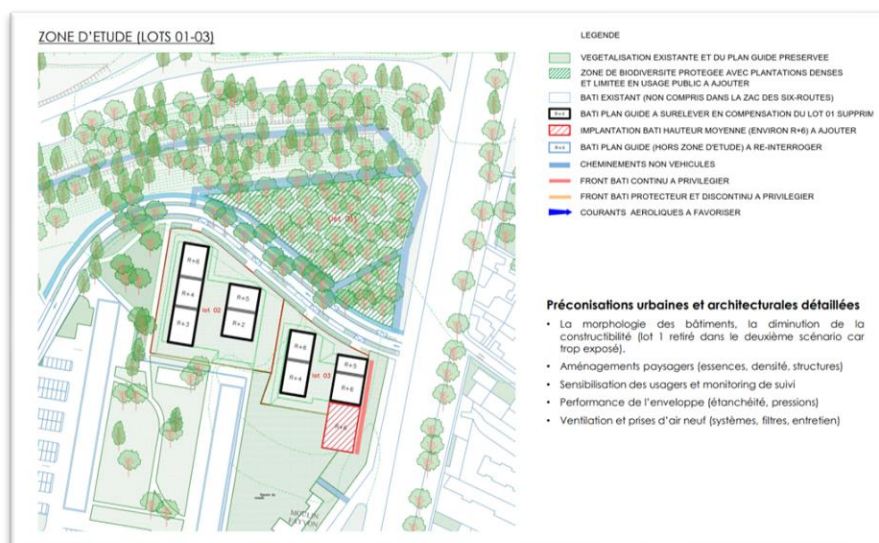 ZONE D'ETUDE (LOTS 01-03)
LEGENDE
VEGETALISATION EXISTANTE ET DU PLAN GUIDE PRESERVEE
ZONE DE BIODIVERSITE PROTEGEE AVEC PLANTATIONS DENSES
ET LIMITEE EN USAGE PUBLIC A AJOUTER
BATI EXISTANT (NON COMPRIS DANS LA ZAC DES SIX-ROUTES)
BATI PLAN GUIDE A SURELEVER EN COMPENSATION DU LOT 01 SUPPRIM
IMPLANTATION BATI HAUTEUR MOYENNE (ENVIRON R+6) A AJOUTER
BATI PLAN GUIDE (HORS ZONE D'ETUDE) A RE-INTERROGER
CHEMINEMENTS NON VEHICULES
FRONT BATI CONTINU A PRIVILEGIER
FRONT BATI PROTECTEUR ET DISCONTINU A PRIVILEGIER
COURANTS AEROLIQUES A FAVORISER
lot 01
R+6
R+4
R+3
lot 02
R+5
R+2
R+6
R+4
lot 03
R+5
R+6
MOULIN
FAYVON
Préconisations urbaines et architecturales détaillées
• La morphologie des bâtiments, la diminution de la
constructibilité (lot 1 retiré dans le deuxième scénario car
trop exposé).
• Aménagements paysagers (essences, densité, structures)
• Sensibilisation des usagers et monitoring de suivi
• Performance de l'enveloppe (étanchéité, pressions)
• Ventilation et prises d'air neuf (systèmes, filtres, entretien)